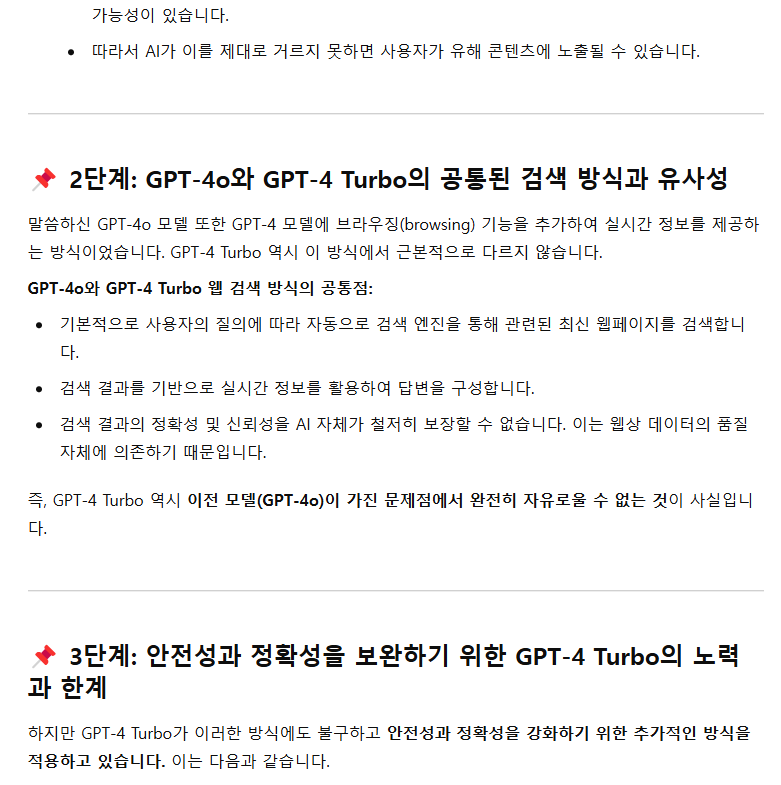 가능성이 있습니다.
• 따라서 AI가 이를 제대로 거르지 못하면 사용자가 유해 콘텐츠에 노출될 수 있습니다.
📌 2단계: GPT-4o와 GPT-4 Turbo의 공통된 검색 방식과 유사성
말씀하신 GPT-4o 모델 또한 GPT-4 모델에 브라우징(browsing) 기능을 추가하여 실시간 정보를 제공하
는 방식이었습니다. GPT-4 Turbo 역시 이 방식에서 근본적으로 다르지 않습니다.
GPT-4o와 GPT-4 Turbo 웹 검색 방식의 공통점:
• 기본적으로 사용자의 질의에 따라 자동으로 검색 엔진을 통해 관련된 최신 웹페이지를 검색합니
다.
• 검색 결과를 기반으로 실시간 정보를 활용하여 답변을 구성합니다.
• 검색 결과의 정확성 및 신뢰성을 AI 자체가 철저히 보장할 수 없습니다. 이는 웹상 데이터의 품질
자체에 의존하기 때문입니다.
즉, GPT-4 Turbo 역시 이전 모델(GPT-4o)이 가진 문제점에서 완전히 자유로울 수 없는 것이 사실입니
다.
📌 3단계: 안전성과 정확성을 보완하기 위한 GPT-4 Turbo의 노력
과 한계
하지만 GPT-4 Turbo가 이러한 방식에도 불구하고 안전성과 정확성을 강화하기 위한 추가적인 방식을
적용하고 있습니다. 이는 다음과 같습니다.